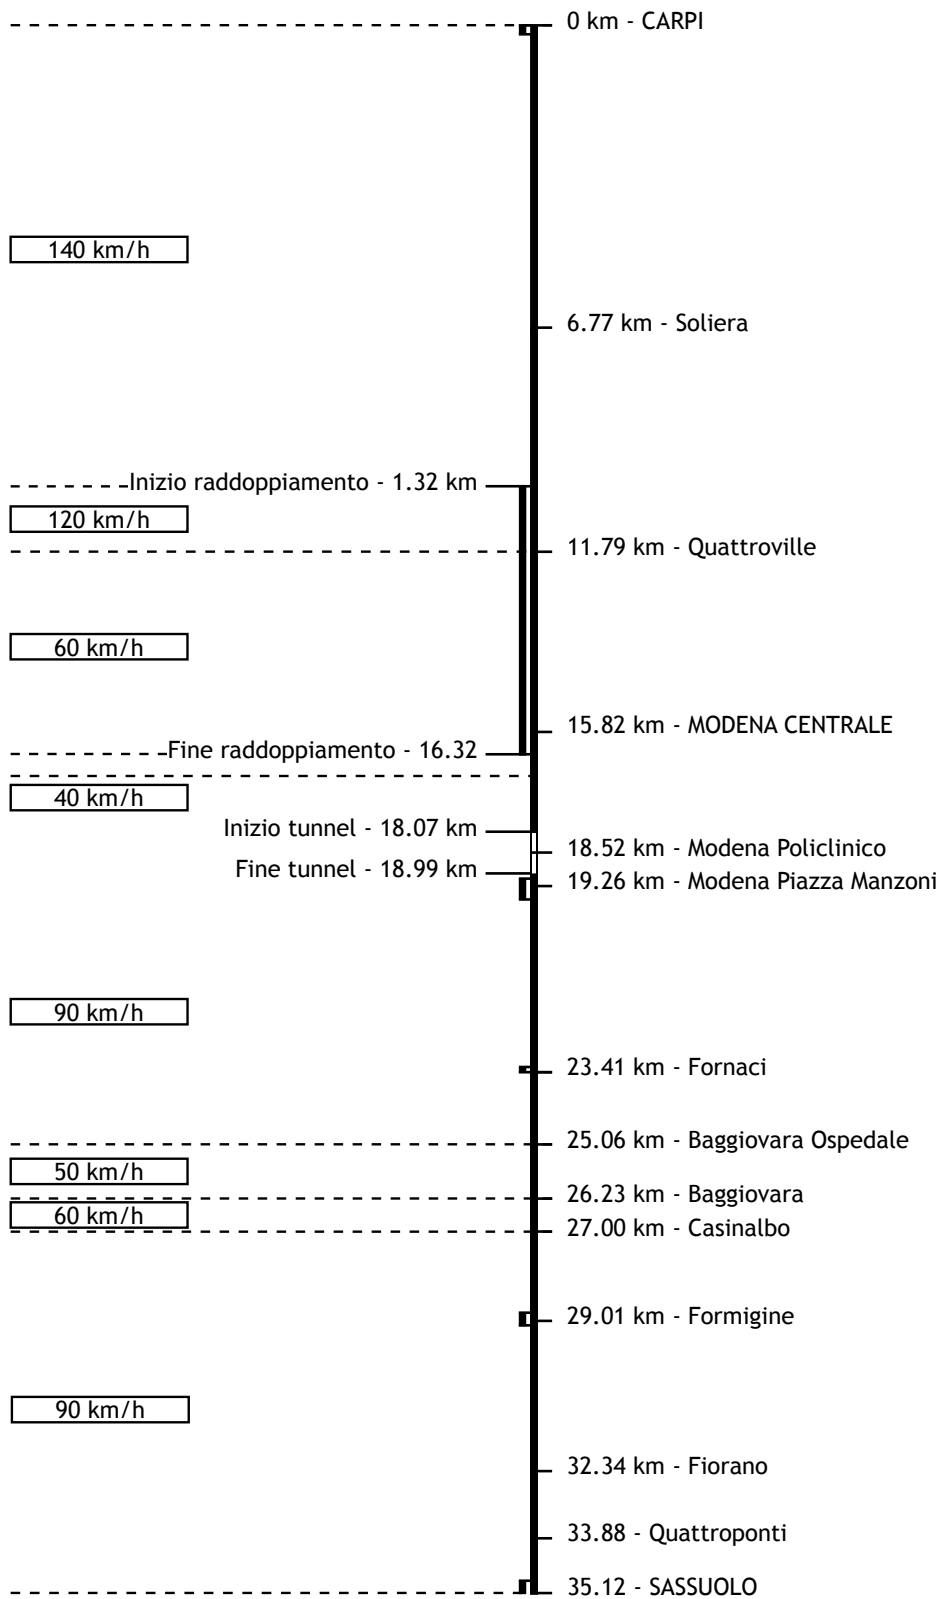 0 km - CARPI
140 km/h
6.77 km - Soliera
Inizio raddoppiamento - 1.32 km
120 km/h
11.79 km - Quattroville
60 km/h
15.82 km - MODENA CENTRALE
Fine raddoppiamento - 16.32
40 km/h
Inizio tunnel - 18.07 km
18.52 km - Modena Policlinico
Fine tunnel - 18.99 km
19.26 km - Modena Piazza Manzoni
90 km/h
23.41 km - Fornaci
25.06 km - Baggiovara Ospedale
50 km/h
26.23 km - Baggiovara
60 km/h
27.00 km - Casinalbo
29.01 km - Formigine
90 km/h
32.34 km - Fiorano
33.88 - Quattroponti
35.12 - SASSUOLO